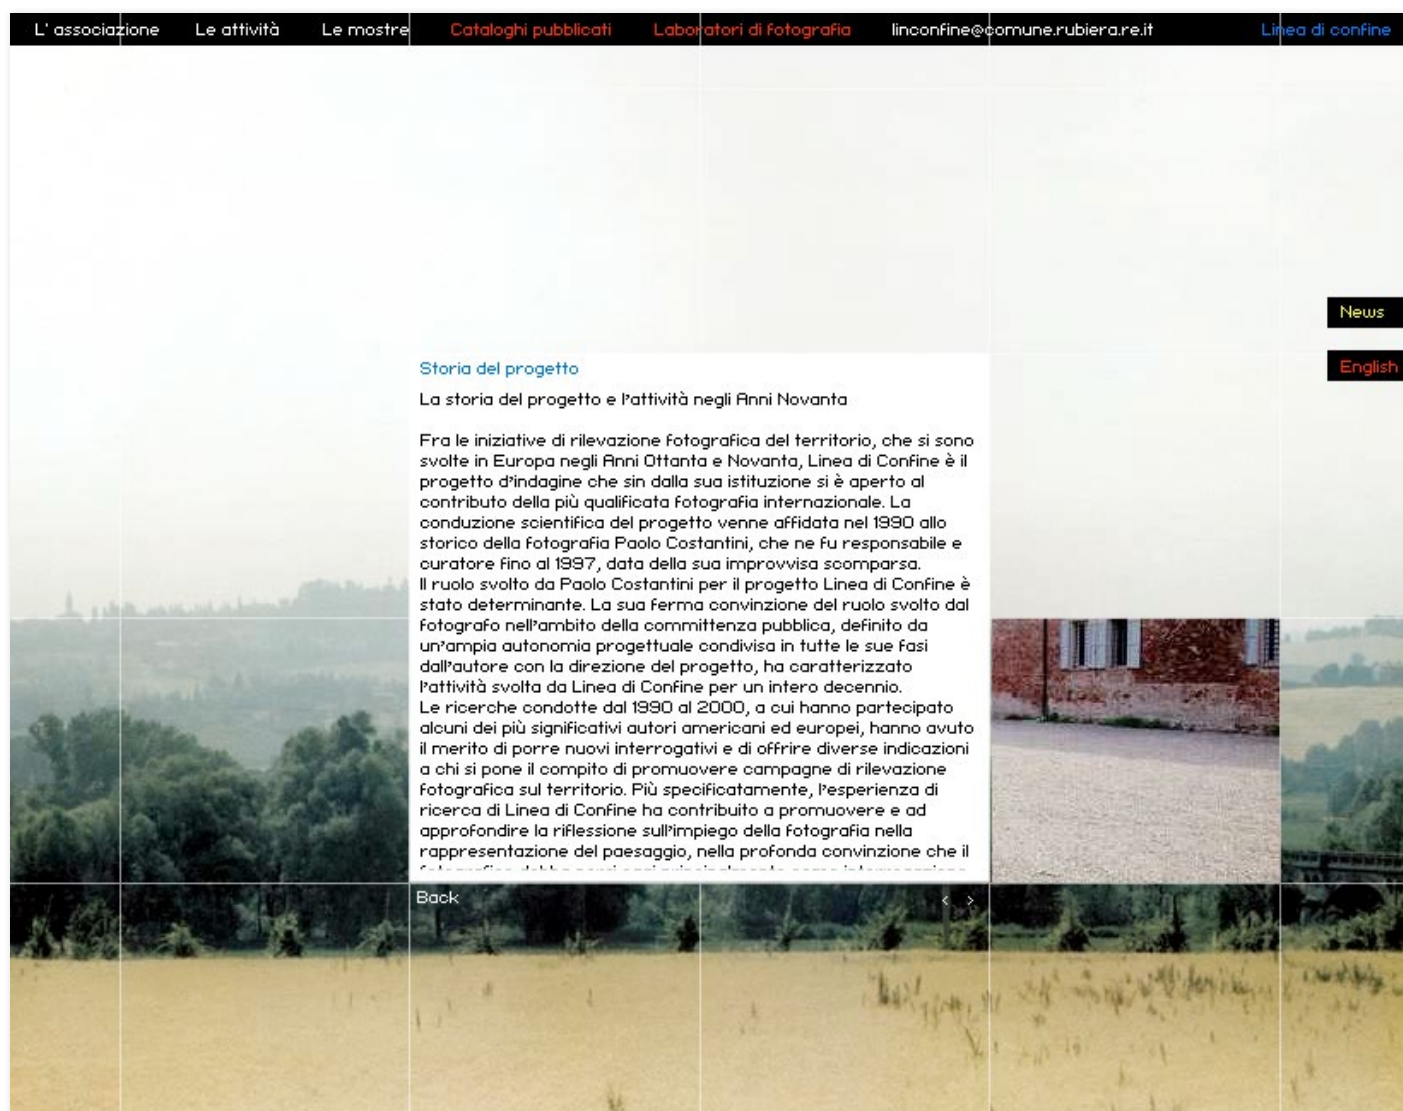 L' associazione Le attività Le mostre Cataloghi pubblicati Laboratori di fotografia linconfine@comune.rubiera.re.it Linea di confine
News
English
Storia del progetto
La storia del progetto e l'attività negli Anni Novanta
Fra le iniziative di rilevazione fotografica del territorio, che si sono
svolte in Europa negli Anni Ottanta e Novanta, Linea di Confine è il
progetto d'indagine che sin dalla sua istituzione si è aperto al
contributo della più qualificata fotografia internazionale. La
conduzione scientifica del progetto venne affidata nel 1990 allo
storico della fotografia Paolo Costantini, che ne fu responsabile e
curatore fino al 1997, data della sua improvvisa scomparsa.
Il ruolo svolto da Paolo Costantini per il progetto Linea di Confine è
stato determinante. La sua ferma convinzione del ruolo svolto dal
fotografo nell'ambito della committenza pubblica, definito da
un'ampia autonomia progettuale condivisa in tutte le sue fasi
dall'autore con la direzione del progetto, ha caratterizzato
l'attività svolta da Linea di Confine per un intero decennio.
Le ricerche condotte dal 1990 al 2000, a cui hanno partecipato
alcuni dei più significativi autori americani ed europei, hanno avuto
il merito di porre nuovi interrogativi e di offrire diverse indicazioni
a chi si pone il compito di promuovere campagne di rilevazione
fotografica sul territorio. Più specificatamente, l'esperienza di
ricerca di Linea di Confine ha contribuito a promuovere e ad
approfondire la riflessione sull'impiego della fotografia nella
rappresentazione del paesaggio, nella profonda convinzione che il
Back < >